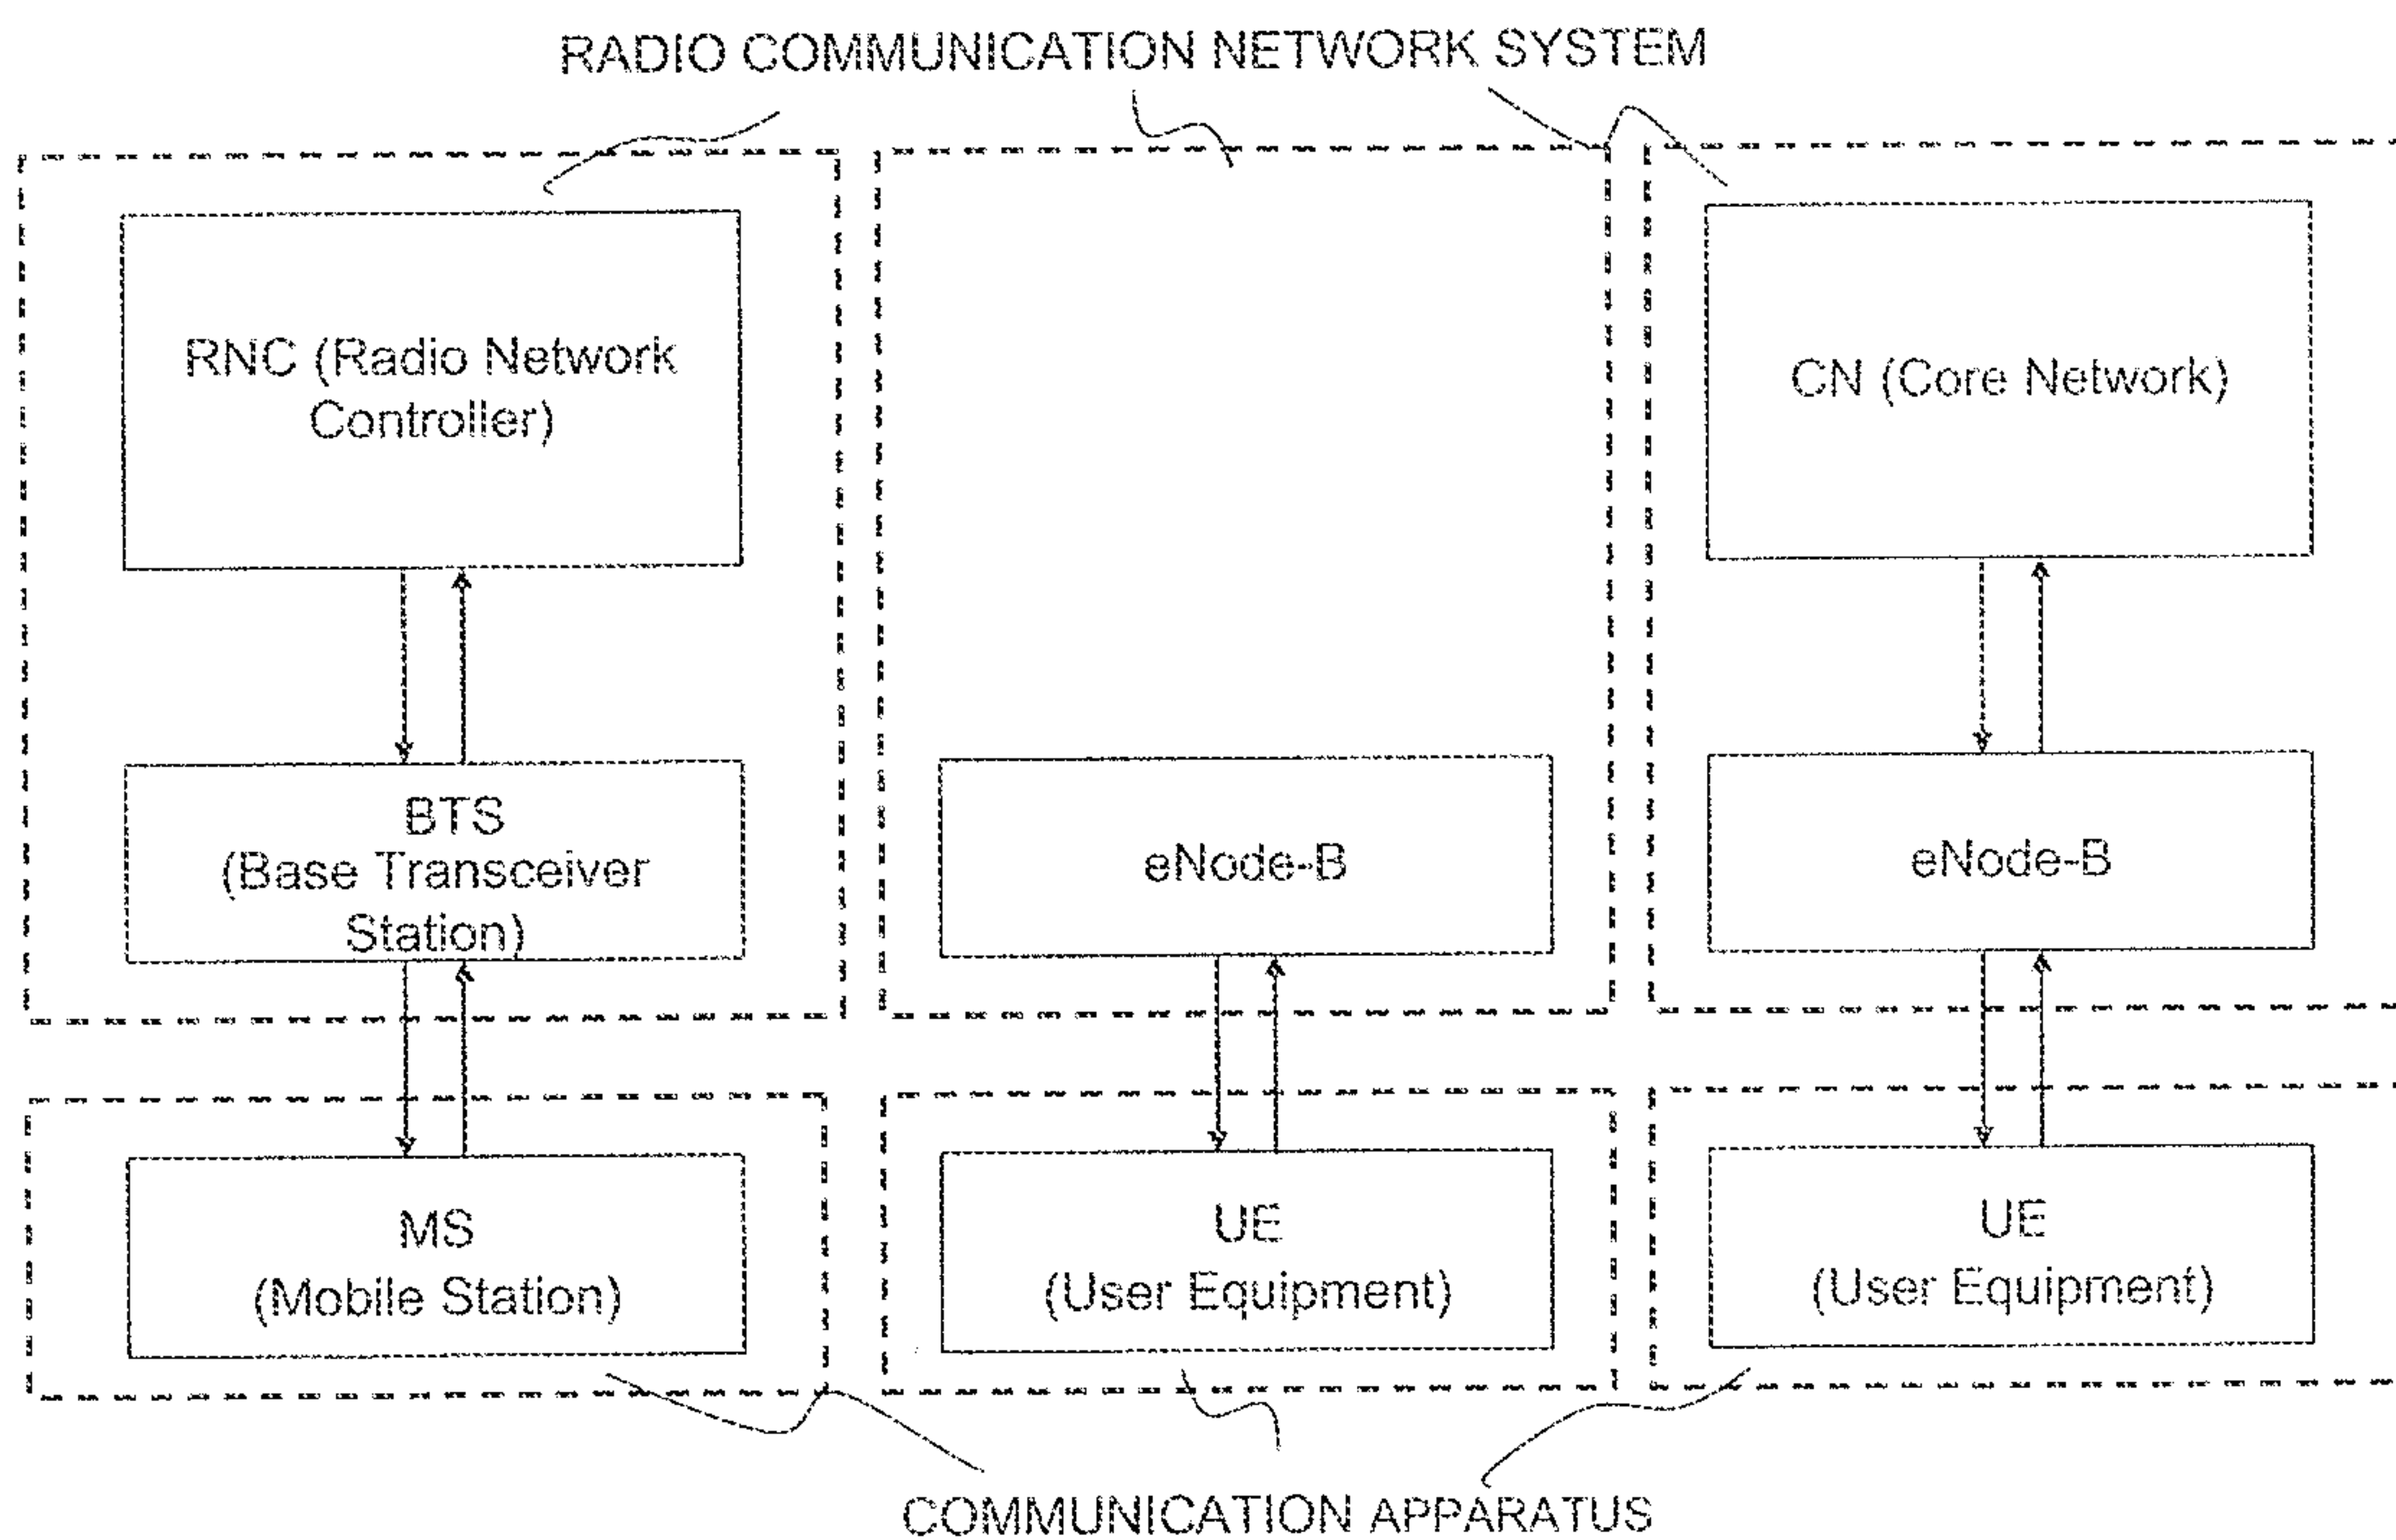 RADIO COMMUNICATION NETWORK SYSTEM
RNC (Radio Network
Controller)
CN (Core Network)
BTS
(Base Transceiver
Station)
eNode-B
eNode-B
MS
(Mobile Station)
UE
(User Equipment)
UE
(User Equipment)
COMMUNICATION APPARATUS